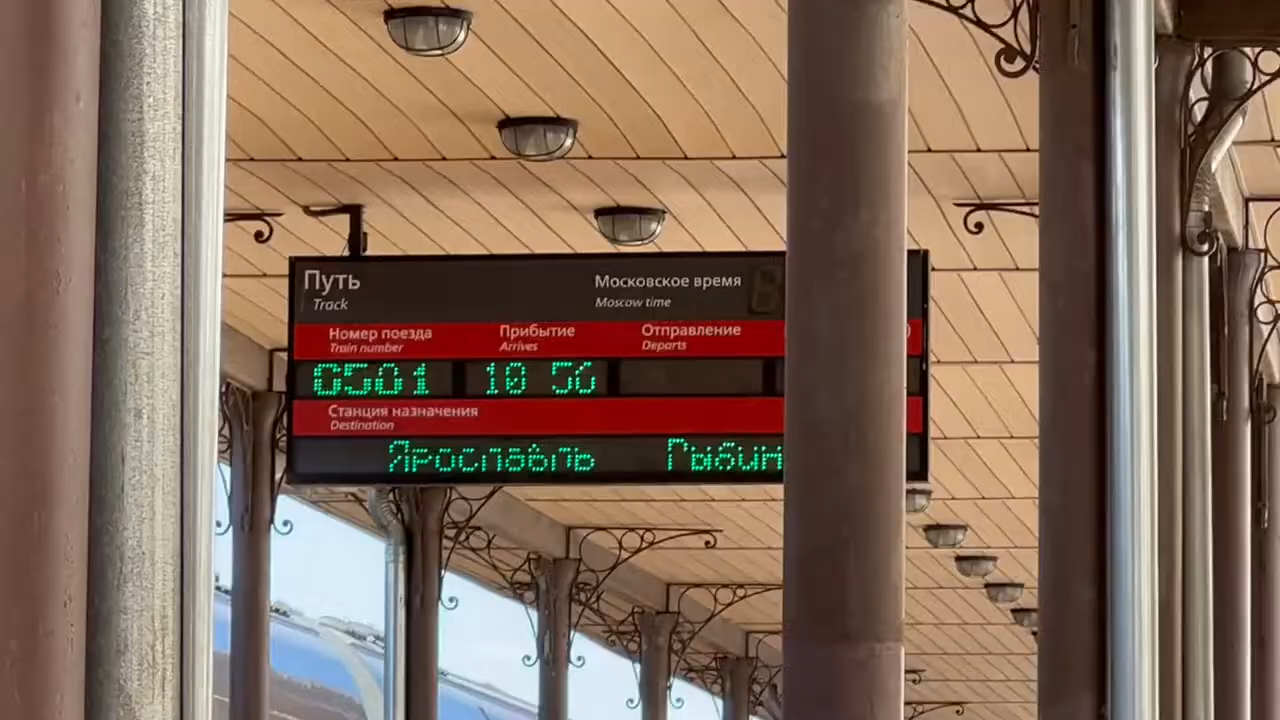 Путь
Track
Московское время
Moscow time
Номер поезда
Train number
Прибытие
Arrives
Отправление
Departs
6501
10 56
Станция назначения
Destination
Ярославль Рыбин